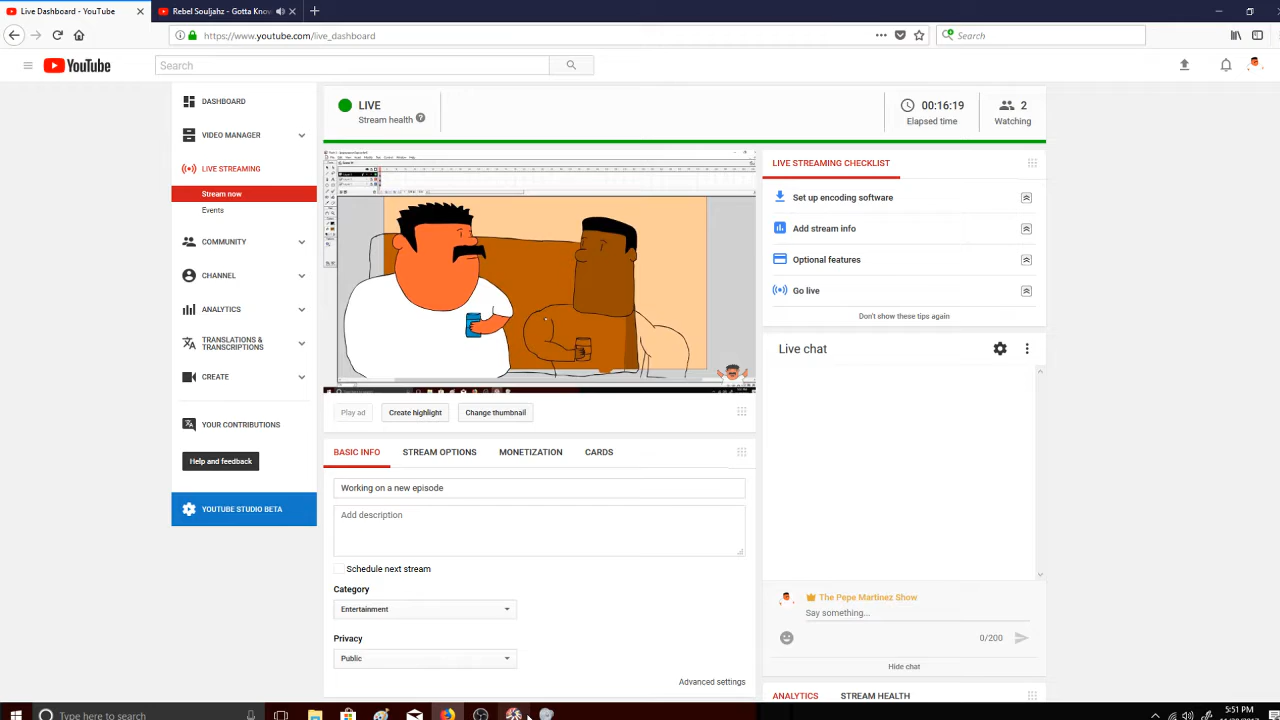 Live Dashboard - YouTube
Rebel Souljahz - Gotta Know
https://www.youtube.com/live_dashboard
Search
YouTube
Search
DASHBOARD
VIDEO MANAGER
LIVE STREAMING
Stream now
Events
COMMUNITY
CHANNEL
ANALYTICS
TRANSLATIONS &
TRANSCRIPTIONS
CREATE
YOUR CONTRIBUTIONS
Help and feedback
YOUTUBE STUDIO BETA
LIVE
Stream health
00:16:19
Elapsed time
2
Watching
Play ad
Create highlight
Change thumbnail
BASIC INFO
STREAM OPTIONS
MONETIZATION
CARDS
Working on a new episode
Add description
Schedule next stream
Category
Entertainment
Privacy
Public
Advanced settings
LIVE STREAMING CHECKLIST
Set up encoding software
Add stream info
Optional features
Go live
Don't show these tips again
Live chat
The Pepe Martinez Show
Say something...
0/200
Hide chat
ANALYTICS
STREAM HEALTH
Type here to search
5:51 PM